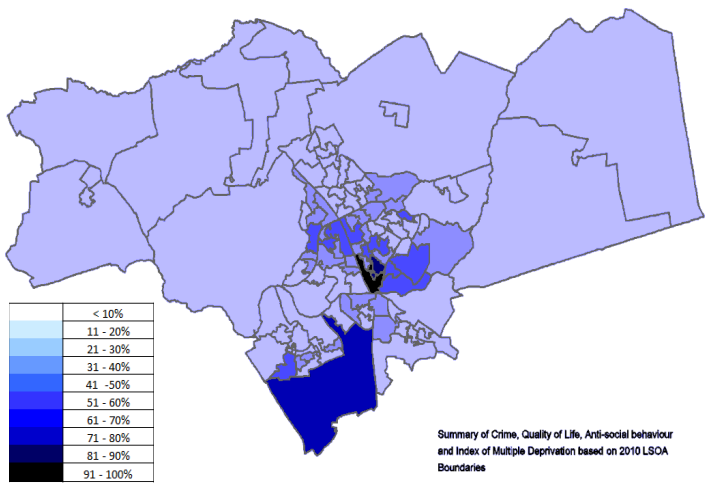 < 10%
11 - 20%
21 - 30%
31 - 40%
41 -50%
51 - 60%
61 - 70%
71 - 80%
81 - 90%
91 - 100%
Summary of Crime, Quality of Life, Anti-social behaviour
and Index of Multiple Deprivation based on 2010 LSOA
Boundaries